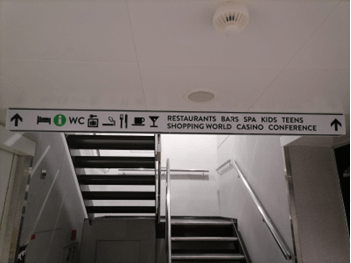 i WC RESTAURANTS BARS SPA KIDS TEENS
SHOPPING WORLD CASINO CONFERENCE